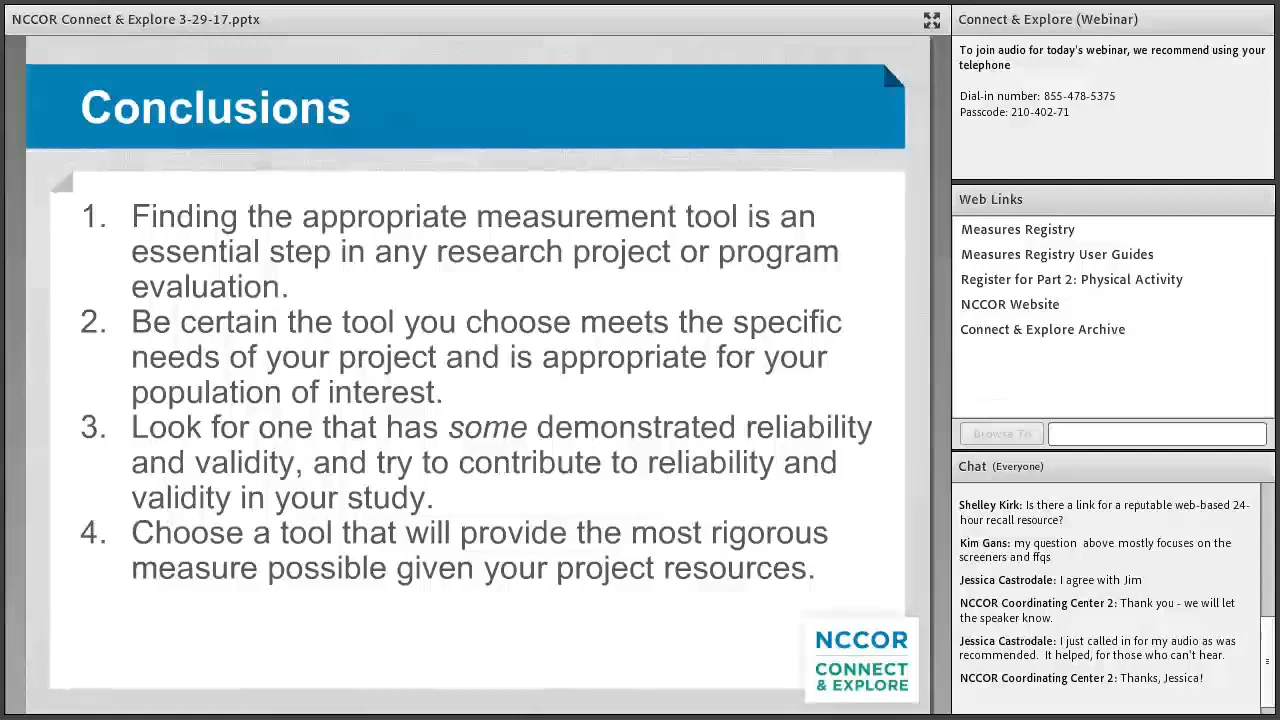 NCCOR Connect & Explore 3-29-17.pptx
Conclusions
1. Finding the appropriate measurement tool is an
essential step in any research project or program
evaluation.
2. Be certain the tool you choose meets the specific
needs of your project and is appropriate for your
population of interest.
3. Look for one that has some demonstrated reliability
and validity, and try to contribute to reliability and
validity in your study.
4. Choose a tool that will provide the most rigorous
measure possible given your project resources.
NCCOR
CONNECT
& EXPLORE
Connect & Explore (Webinar)
To join audio for today's webinar, we recommend using your
telephone
Dial-in number: 855-478-5375
Passcode: 210-402-71
Web Links
Measures Registry
Measures Registry User Guides
Register for Part 2: Physical Activity
NCCOR Website
Connect & Explore Archive
Browse To
Chat (Everyone)
Shelley Kirk: Is there a link for a reputable web-based 24-
hour recall resource?
Kim Gans: my question above mostly focuses on the
screeners and ffqs
Jessica Castrodale: I agree with Jim
NCCOR Coordinating Center 2: Thank you - we will let
the speaker know.
Jessica Castrodale: I just called in for my audio as was
recommended. It helped, for those who can't hear.
NCCOR Coordinating Center 2: Thanks, Jessica!